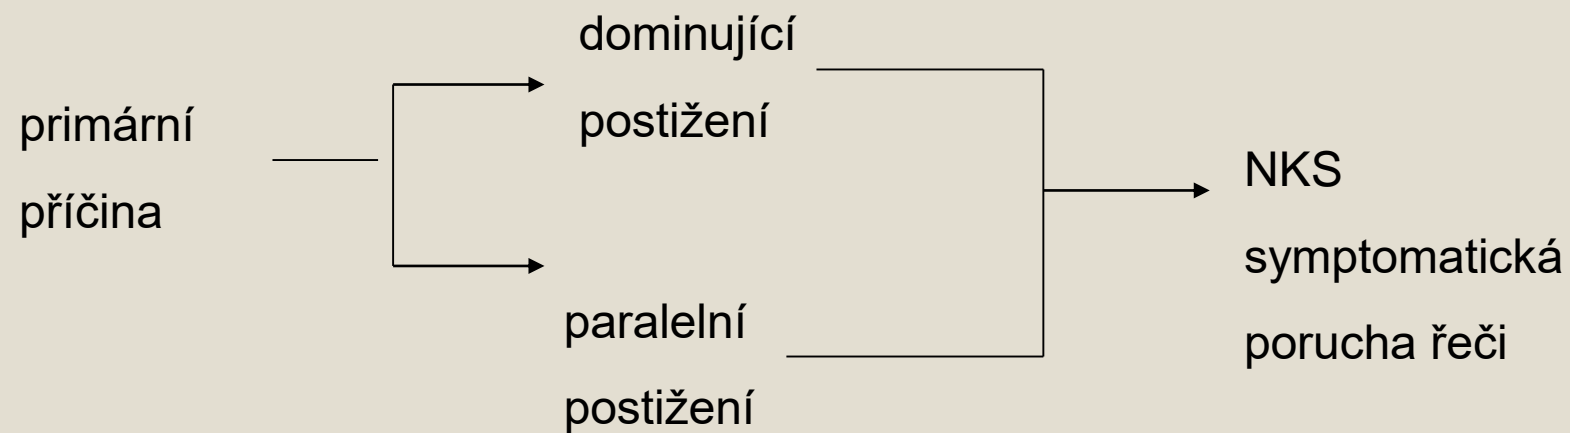 primární
příčina
dominující
postižení
paralelní
postižení
NKS
symptomatická
porucha řeči